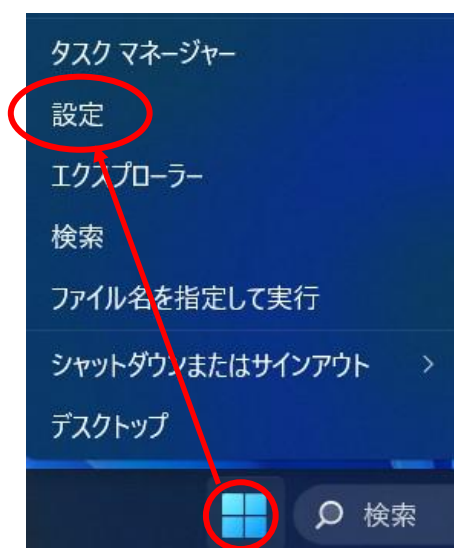 タスク マネージャー
設定
エクスプローラー
検索
ファイル名を指定して実行
シャットダウンまたはサインアウト
デスクトップ
検索